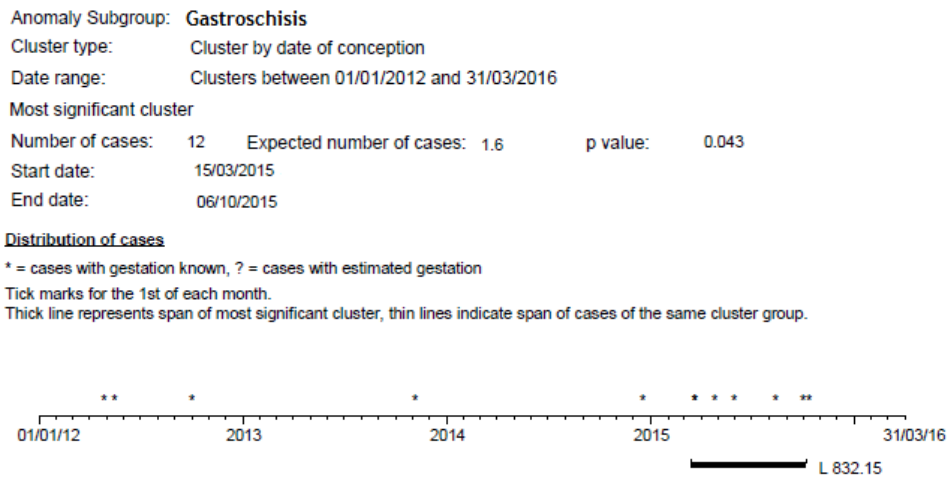 Anomaly Subgroup: Gastroschisis
Cluster type: Cluster by date of conception
Date range: Clusters between 01/01/2012 and 31/03/2016
Most significant cluster
Number of cases: 12 Expected number of cases: 1.6 p value: 0.043
Start date: 15/03/2015
End date: 06/10/2015
Distribution of cases
* = cases with gestation known, ? = cases with estimated gestation
Tick marks for the 1st of each month.
Thick line represents span of most significant cluster, thin lines indicate span of cases of the same cluster group.
** * * * * * * * **
01/01/12 2013 2014 2015 31/03/16
L 832.15